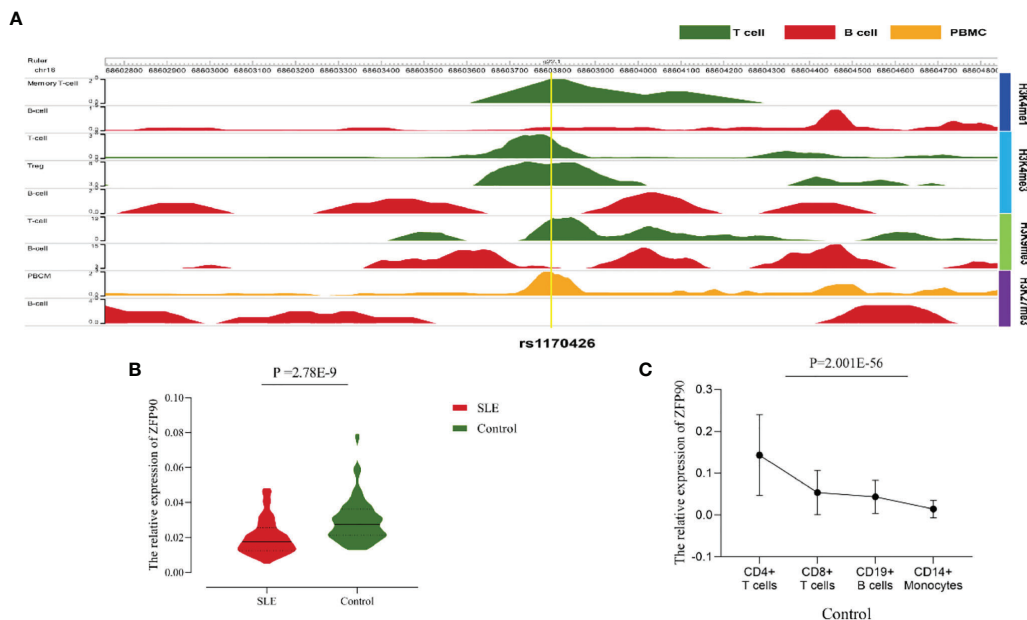 A
T cell B cell PBMC
Ruler
chr16
68602800 68602900 68603000 68603100 68603200 68603300 68603400 68603500 68603600 68603700 68603800 68603900 68604000 68604100 68604200 68604300 68604400 68604500 68604600 68604700 68604800
Memory T-cell
B-cell
T-cell
Treg
B-cell
T-cell
B-cell
PBCM
B-cell
H3K4me1
H3K4me3
H3K9me3
H3K27me3
rs1170426
B
P =2.78E-9
The relative expression of ZFP90
0.10
0.08
0.06
0.04
0.02
0.00
SLE
Control
SLE Control
C
P=2.001E-56
The relative expression of ZFP90
0.3
0.2
0.1
0.0
-0.1
CD4+ CD8+ CD19+ CD14+
T cells T cells B cells Monocytes
Control